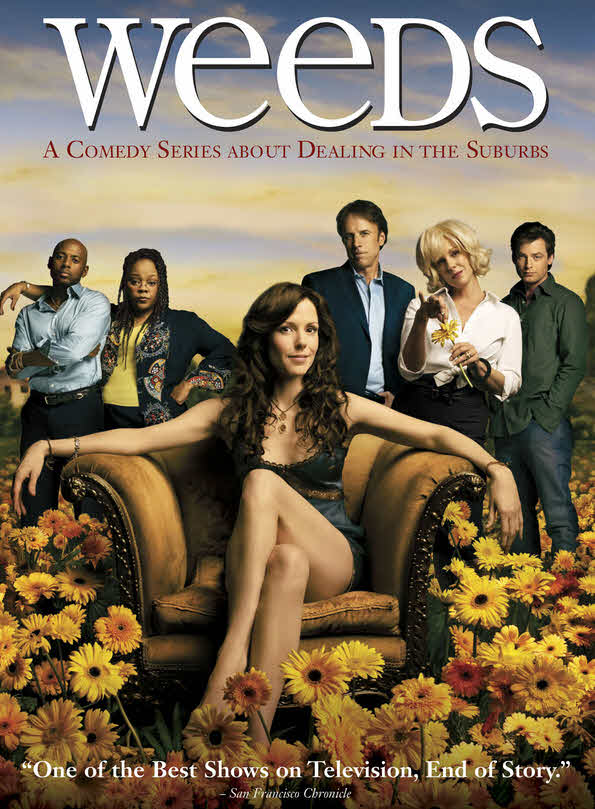 WeeDS
A Comedy Series about Dealing in the Suburbs
“One of the Best Shows on Television, End of Story.”
– San Francisco Chronicle